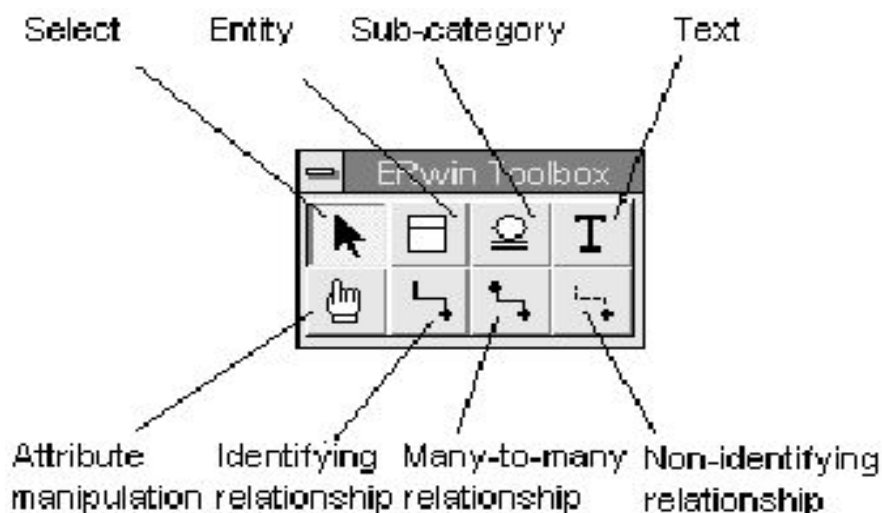 Select Entity Sub-category Text
ERwin Toolbox
T
Attribute Identifying Many-to-many Non-identifying
manipulation relationship relationship relationship